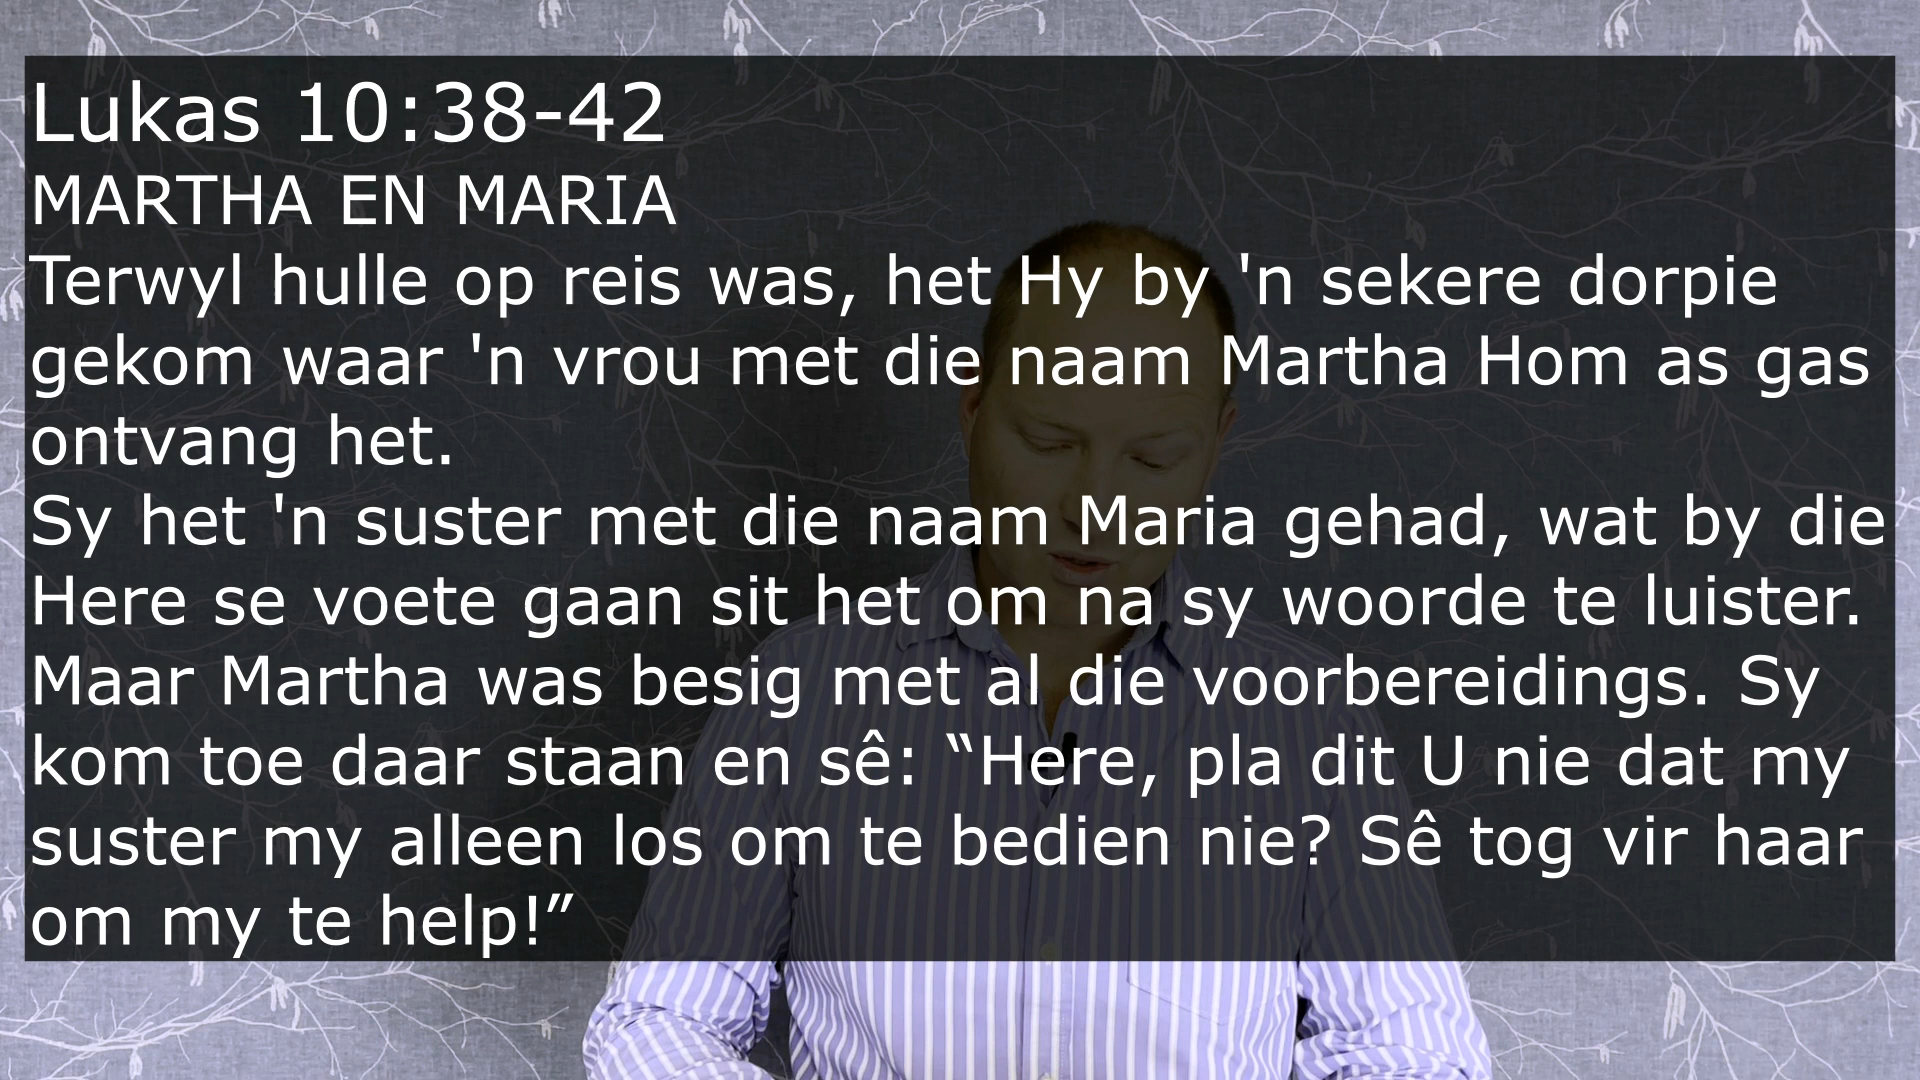 Lukas 10:38-42
MARTHA EN MARIA
Terwyl hulle op reis was, het Hy by 'n sekere dorpie
gekom waar 'n vrou met die naam Martha Hom as gas
ontvang het.
Sy het 'n suster met die naam Maria gehad, wat by die
Here se voete gaan sit het om na sy woorde te luister.
Maar Martha was besig met al die voorbereidings. Sy
kom toe daar staan en sê: “Here, pla dit U nie dat my
suster my alleen los om te bedien nie? Sê tog vir haar
om my te help!”